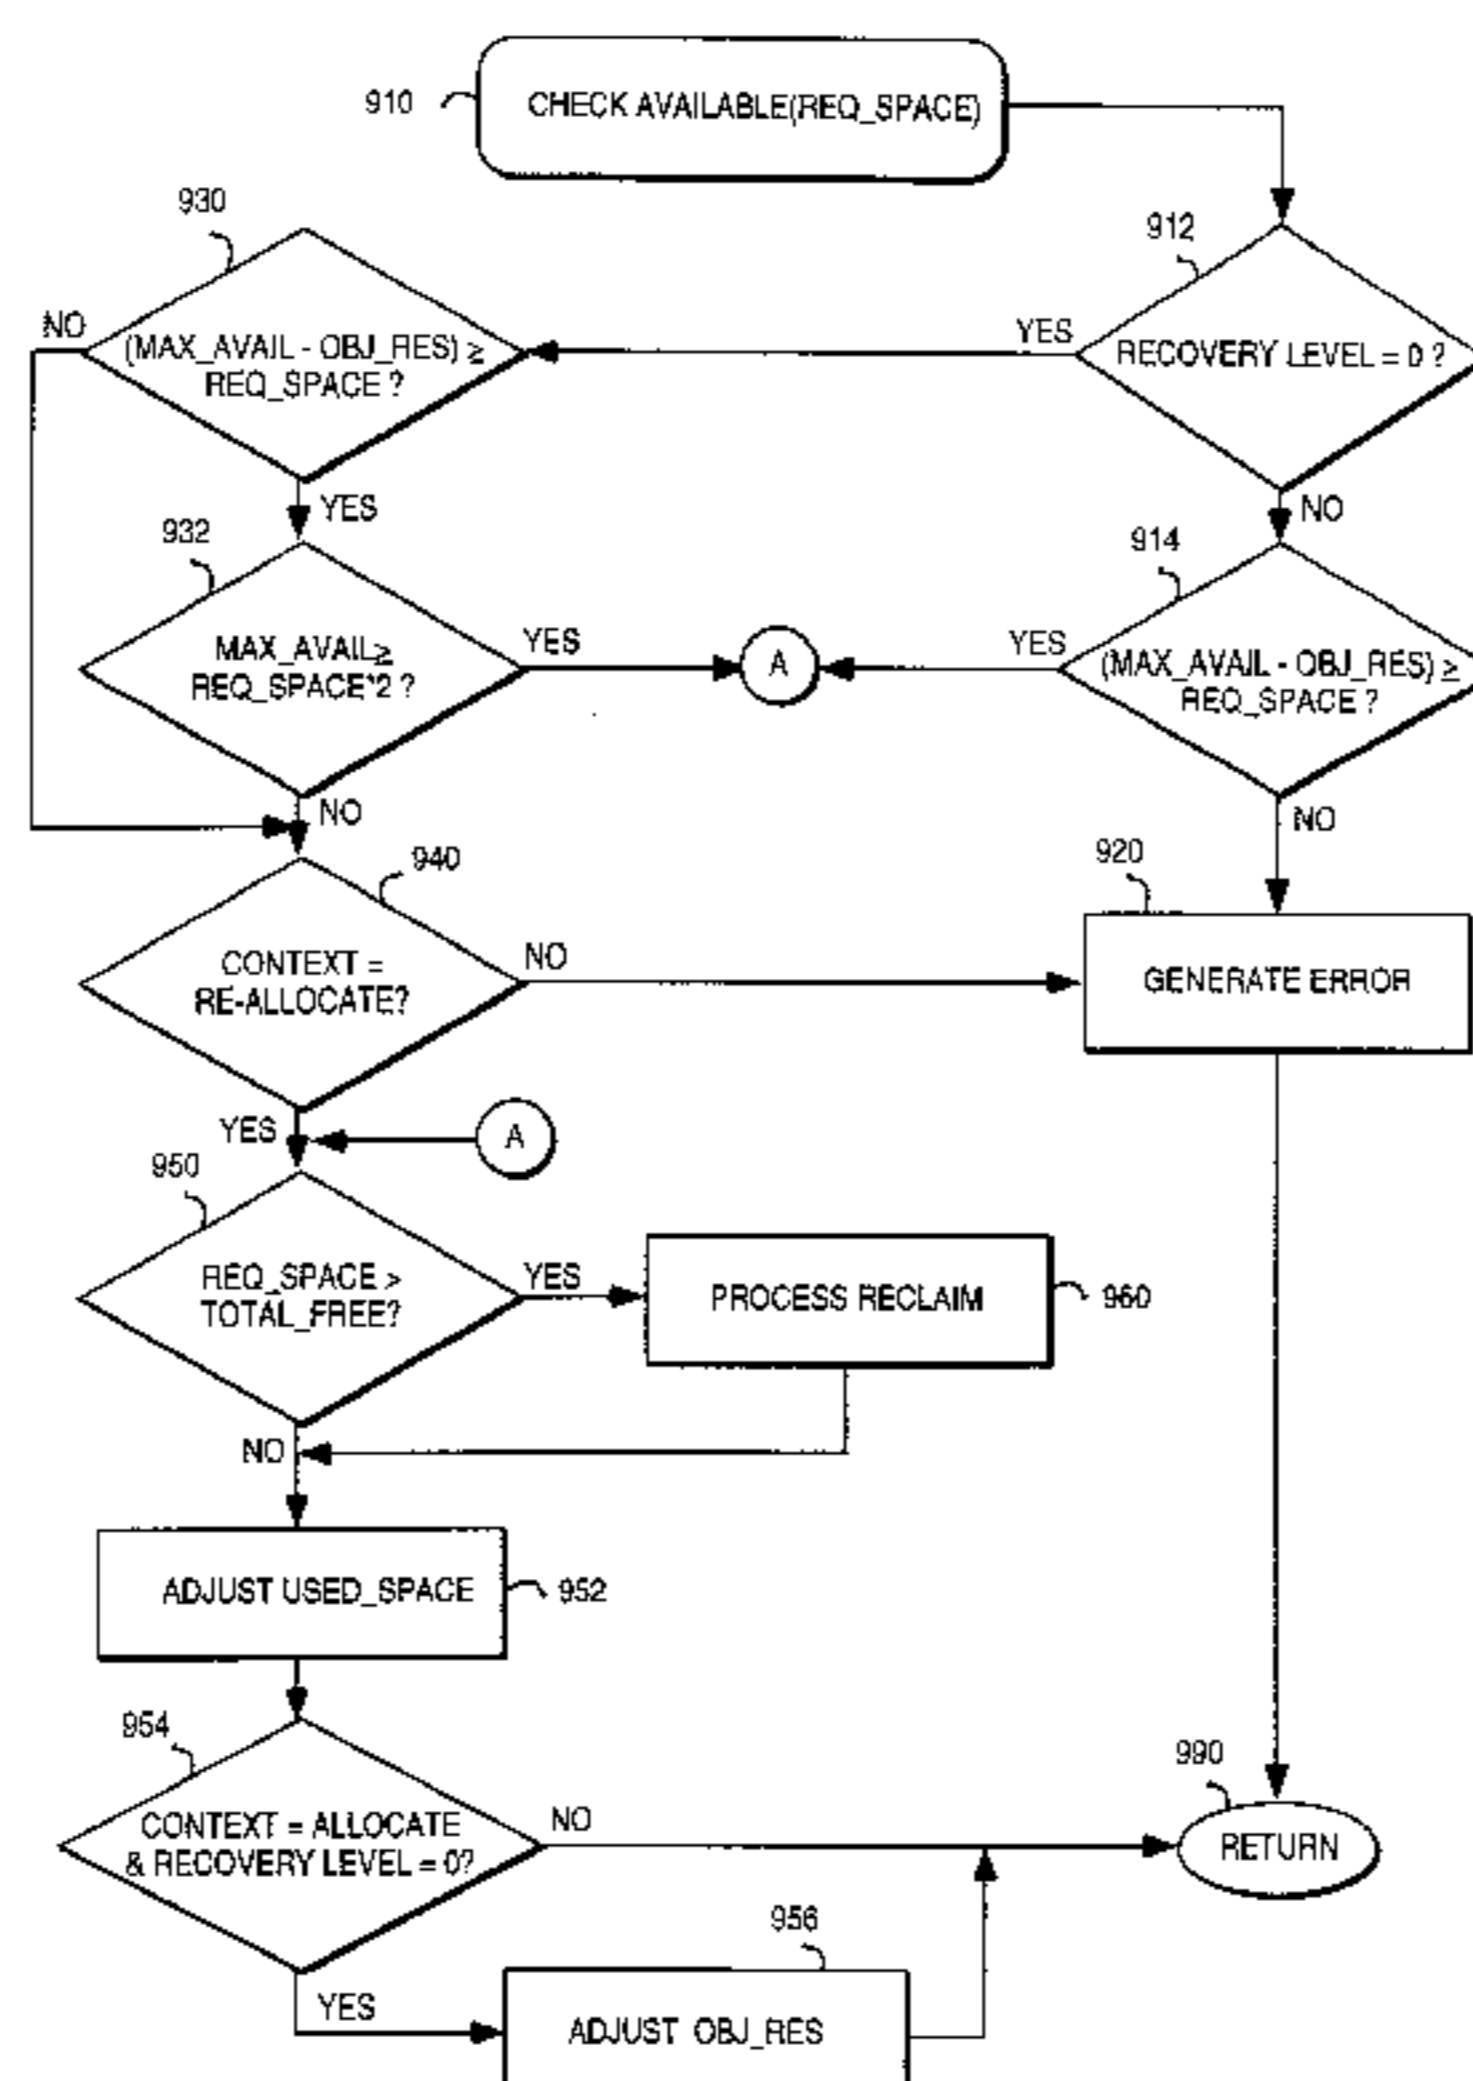 910
CHECK AVAILABLE(REQ_SPACE)
930
912
NO
(MAX_AVAIL - OBJ_RES) ≥
REQ_SPACE ?
YES
RECOVERY LEVEL = 0 ?
YES
NO
932
914
MAX_AVAIL≥
REQ_SPACE*2 ?
YES
A
YES
(MAX_AVAIL - OBJ_RES) ≥
REQ_SPACE ?
NO
NO
940
920
CONTEXT =
RE-ALLOCATE?
NO
GENERATE ERROR
YES
A
950
REQ_SPACE >
TOTAL_FREE?
YES
PROCESS RECLAIM
960
NO
ADJUST USED_SPACE
952
954
990
CONTEXT = ALLOCATE
& RECOVERY LEVEL = 0?
NO
RETURN
956
YES
ADJUST OBJ_RES